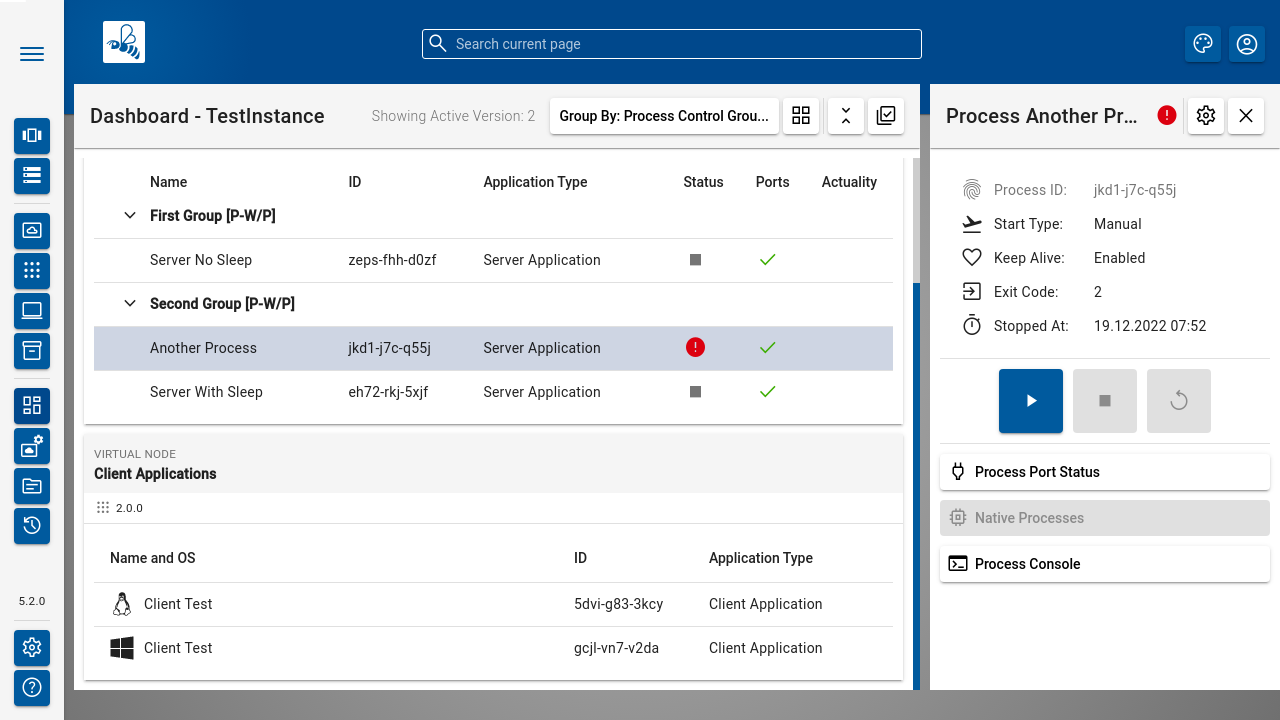 Search current page
Dashboard - TestInstance
Showing Active Version: 2
Group By: Process Control Grou...
Name ID Application Type Status Ports Actuality
First Group [P-W/P]
Server No Sleep zeps-fhh-d0zf Server Application
Second Group [P-W/P]
Another Process jkd1-j7c-q55j Server Application
Server With Sleep eh72-rkj-5xjf Server Application
VIRTUAL NODE
Client Applications
2.0.0
Name and OS ID Application Type
Client Test 5dvi-g83-3kcy Client Application
Client Test gcjl-vn7-v2da Client Application
Process Another Pr...
Process ID: jkd1-j7c-q55j
Start Type: Manual
Keep Alive: Enabled
Exit Code: 2
Stopped At: 19.12.2022 07:52
Process Port Status
Native Processes
Process Console
5.2.0